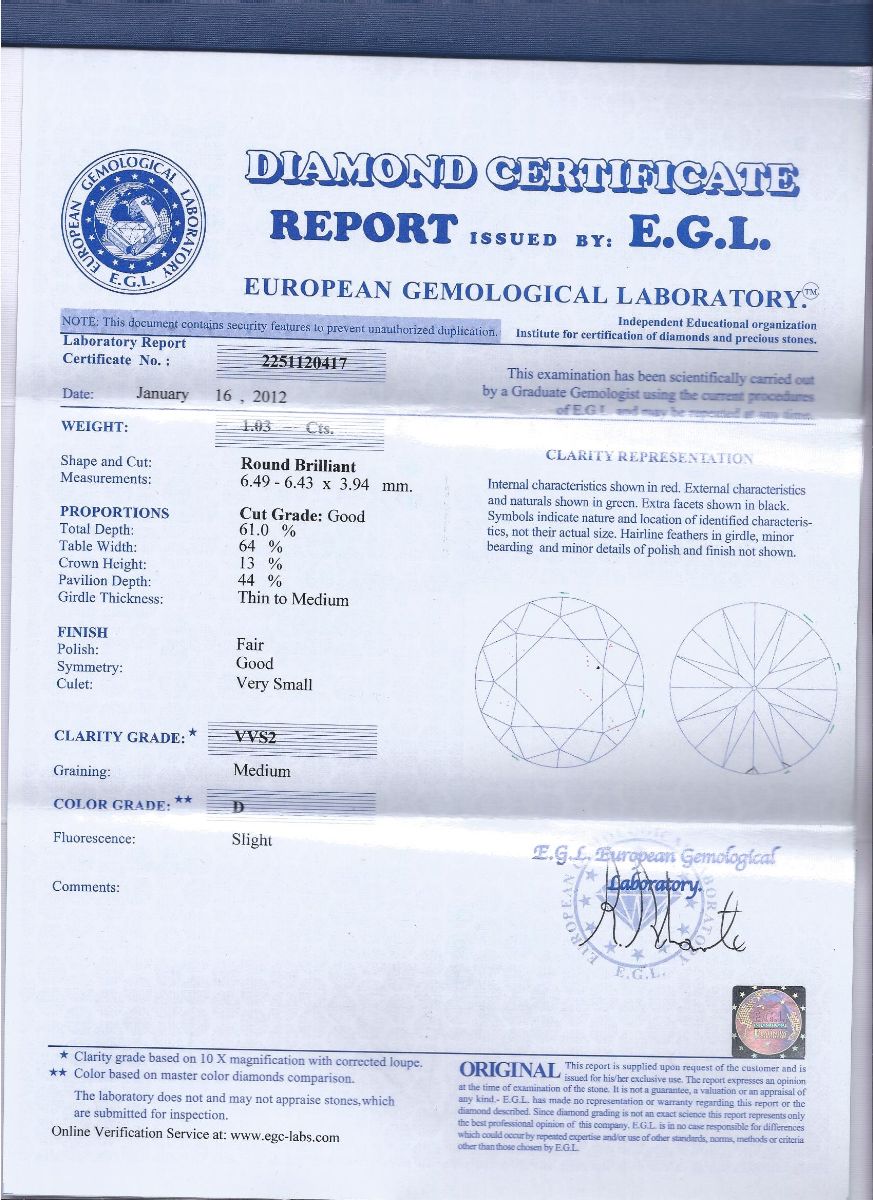 EUROPEAN GEMOLOGICAL LABORATORY
E.G.L.
DIAMOND CERTIFICATE
REPORT ISSUED BY: E.G.L.
EUROPEAN GEMOLOGICAL LABORATORY.™
NOTE: This document contains security features to prevent unauthorized duplication.
Independent Educational organization
Institute for certification of diamonds and precious stones.
Laboratory Report
Certificate No. : 2251120417
Date: January 16 , 2012
This examination has been scientifically carried out
by a Graduate Gemologist using the current procedures
of E.G.L. and may be repeated at any time.
WEIGHT: 1.03 Cts.
Shape and Cut: Round Brilliant
Measurements: 6.49 - 6.43 x 3.94 mm.
PROPORTIONS Cut Grade: Good
Total Depth: 61.0 %
Table Width: 64 %
Crown Height: 13 %
Pavilion Depth: 44 %
Girdle Thickness: Thin to Medium
FINISH
Polish: Fair
Symmetry: Good
Culet: Very Small
CLARITY GRADE: ★ VVS2
Graining: Medium
COLOR GRADE: ★★ D
Fluorescence: Slight
Comments:
CLARITY REPRESENTATION
Internal characteristics shown in red. External characteristics
and naturals shown in green. Extra facets shown in black.
Symbols indicate nature and location of identified characteris-
tics, not their actual size. Hairline feathers in girdle, minor
bearding and minor details of polish and finish not shown.
E.G.L. European Gemological
Laboratory.
EUROPEAN
E.G.L.
★ Clarity grade based on 10 X magnification with corrected loupe.
★★ Color based on master color diamonds comparison.
The laboratory does not and may not appraise stones,which
are submitted for inspection.
Online Verification Service at: www.egc-labs.com
ORIGINAL This report is supplied upon request of the customer and is
issued for his/her exclusive use. The report expresses an opinion
at the time of examination of the stone. It is not a guarantee, a valuation or an appraisal of
any kind.- E.G.L. has made no representation or warranty regarding this report or the
diamond described. Since diamond grading is not an exact science this report represents only
the best professional opinion of this company. E.G.L. is in no case responsible for differences
which could occur by repeated expertise and/or use of other standards, norms, methods or criteria
other than those chosen by E.G.L.